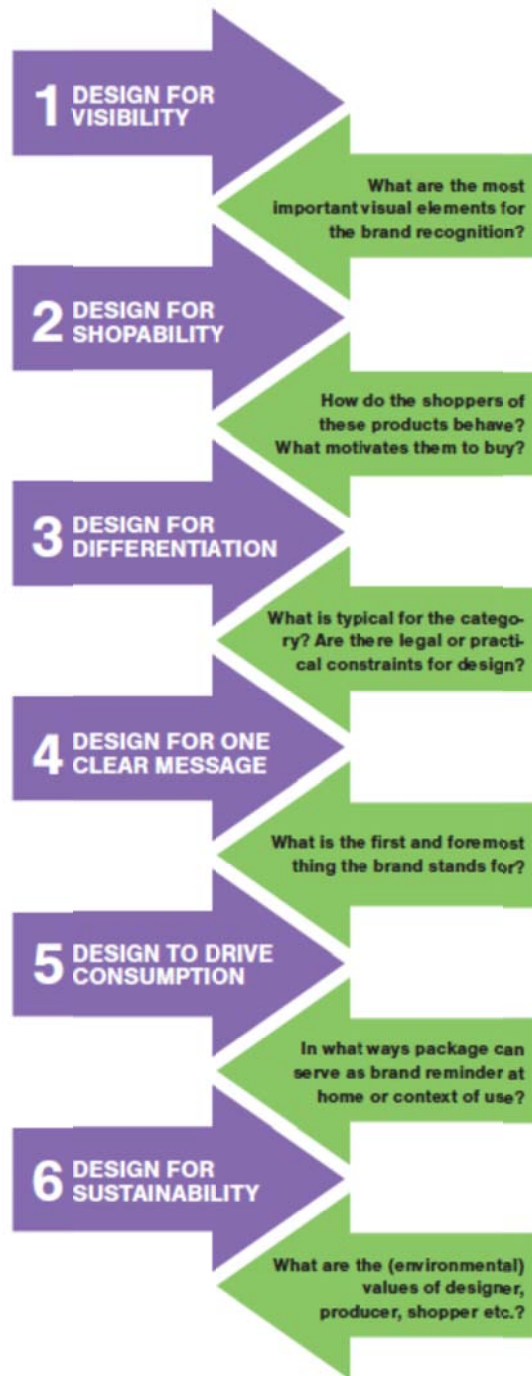 1 DESIGN FOR
VISIBILITY
What are the most
important visual elements for
the brand recognition?
2 DESIGN FOR
SHOPABILITY
How do the shoppers of
these products behave?
What motivates them to buy?
3 DESIGN FOR
DIFFERENTIATION
What is typical for the catego-
ry? Are there legal or practi-
cal constraints for design?
4 DESIGN FOR ONE
CLEAR MESSAGE
What is the first and foremost
thing the brand stands for?
5 DESIGN TO DRIVE
CONSUMPTION
In what ways package can
serve as brand reminder at
home or context of use?
6 DESIGN FOR
SUSTAINABILITY
What are the (environmental)
values of designer,
producer, shopper etc.?